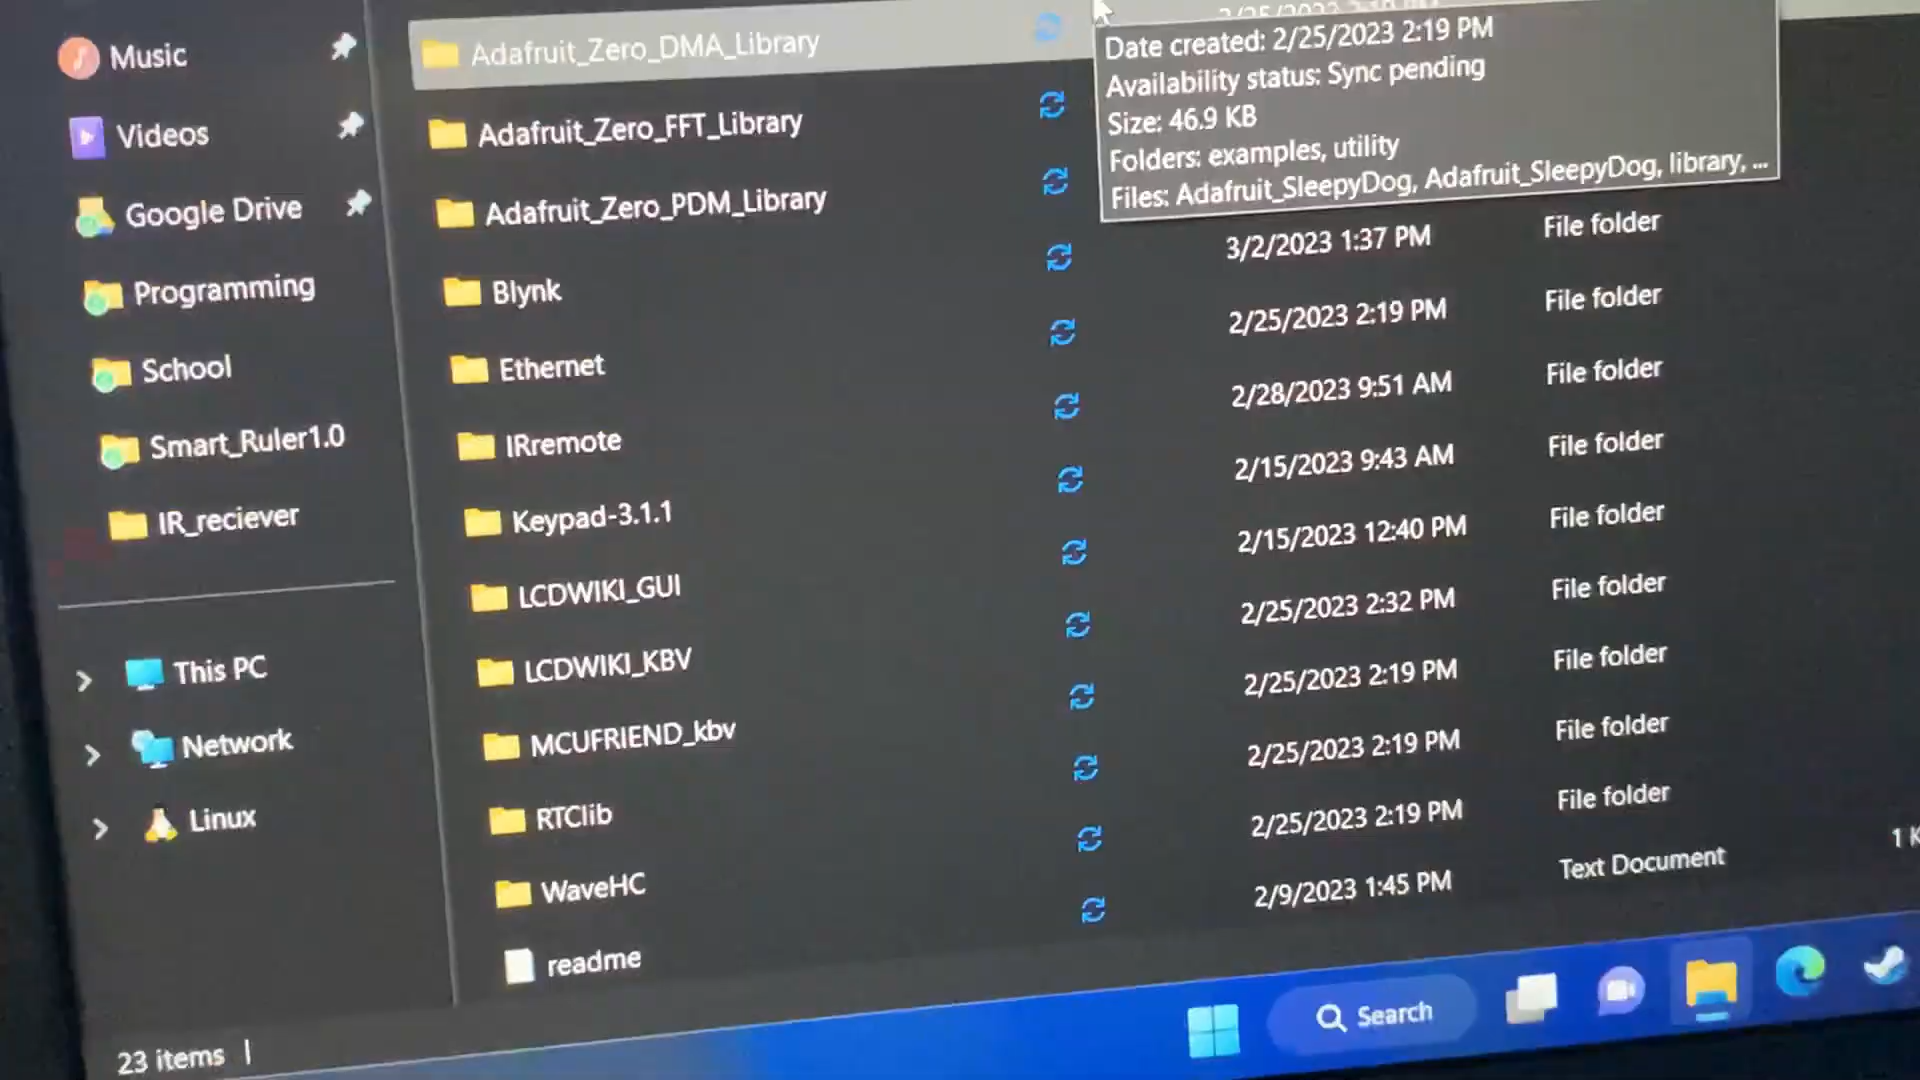 Music
Videos
Google Drive
Programming
School
Smart_Ruler1.0
IR_reciever
This PC
Network
Linux
23 items
Adafruit_Zero_DMA_Library
Adafruit_Zero_FFT_Library
Adafruit_Zero_PDM_Library
Blynk
Ethernet
IRremote
Keypad-3.1.1
LCDWIKI_GUI
LCDWIKI_KBV
MCUFRIEND_kbv
RTClib
WaveHC
readme
Date created: 2/25/2023 2:19 PM
Availability status: Sync pending
Size: 46.9 KB
Folders: examples, utility
Files: Adafruit_SleepyDog, Adafruit_SleepyDog, library, ...
3/2/2023 1:37 PM File folder
2/25/2023 2:19 PM File folder
2/28/2023 9:51 AM File folder
2/15/2023 9:43 AM File folder
2/15/2023 12:40 PM File folder
2/25/2023 2:32 PM File folder
2/25/2023 2:19 PM File folder
2/25/2023 2:19 PM File folder
2/25/2023 2:19 PM File folder
2/9/2023 1:45 PM Text Document
1 K
Search